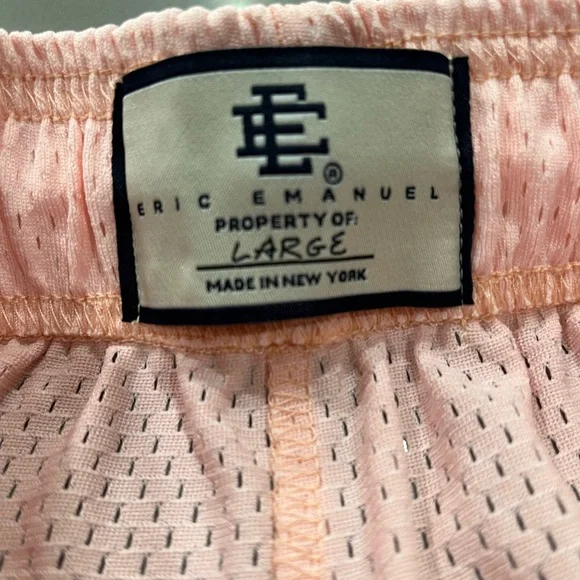 EE
®
ERIC EMANUEL
PROPERTY OF:
LARGE
MADE IN NEW YORK